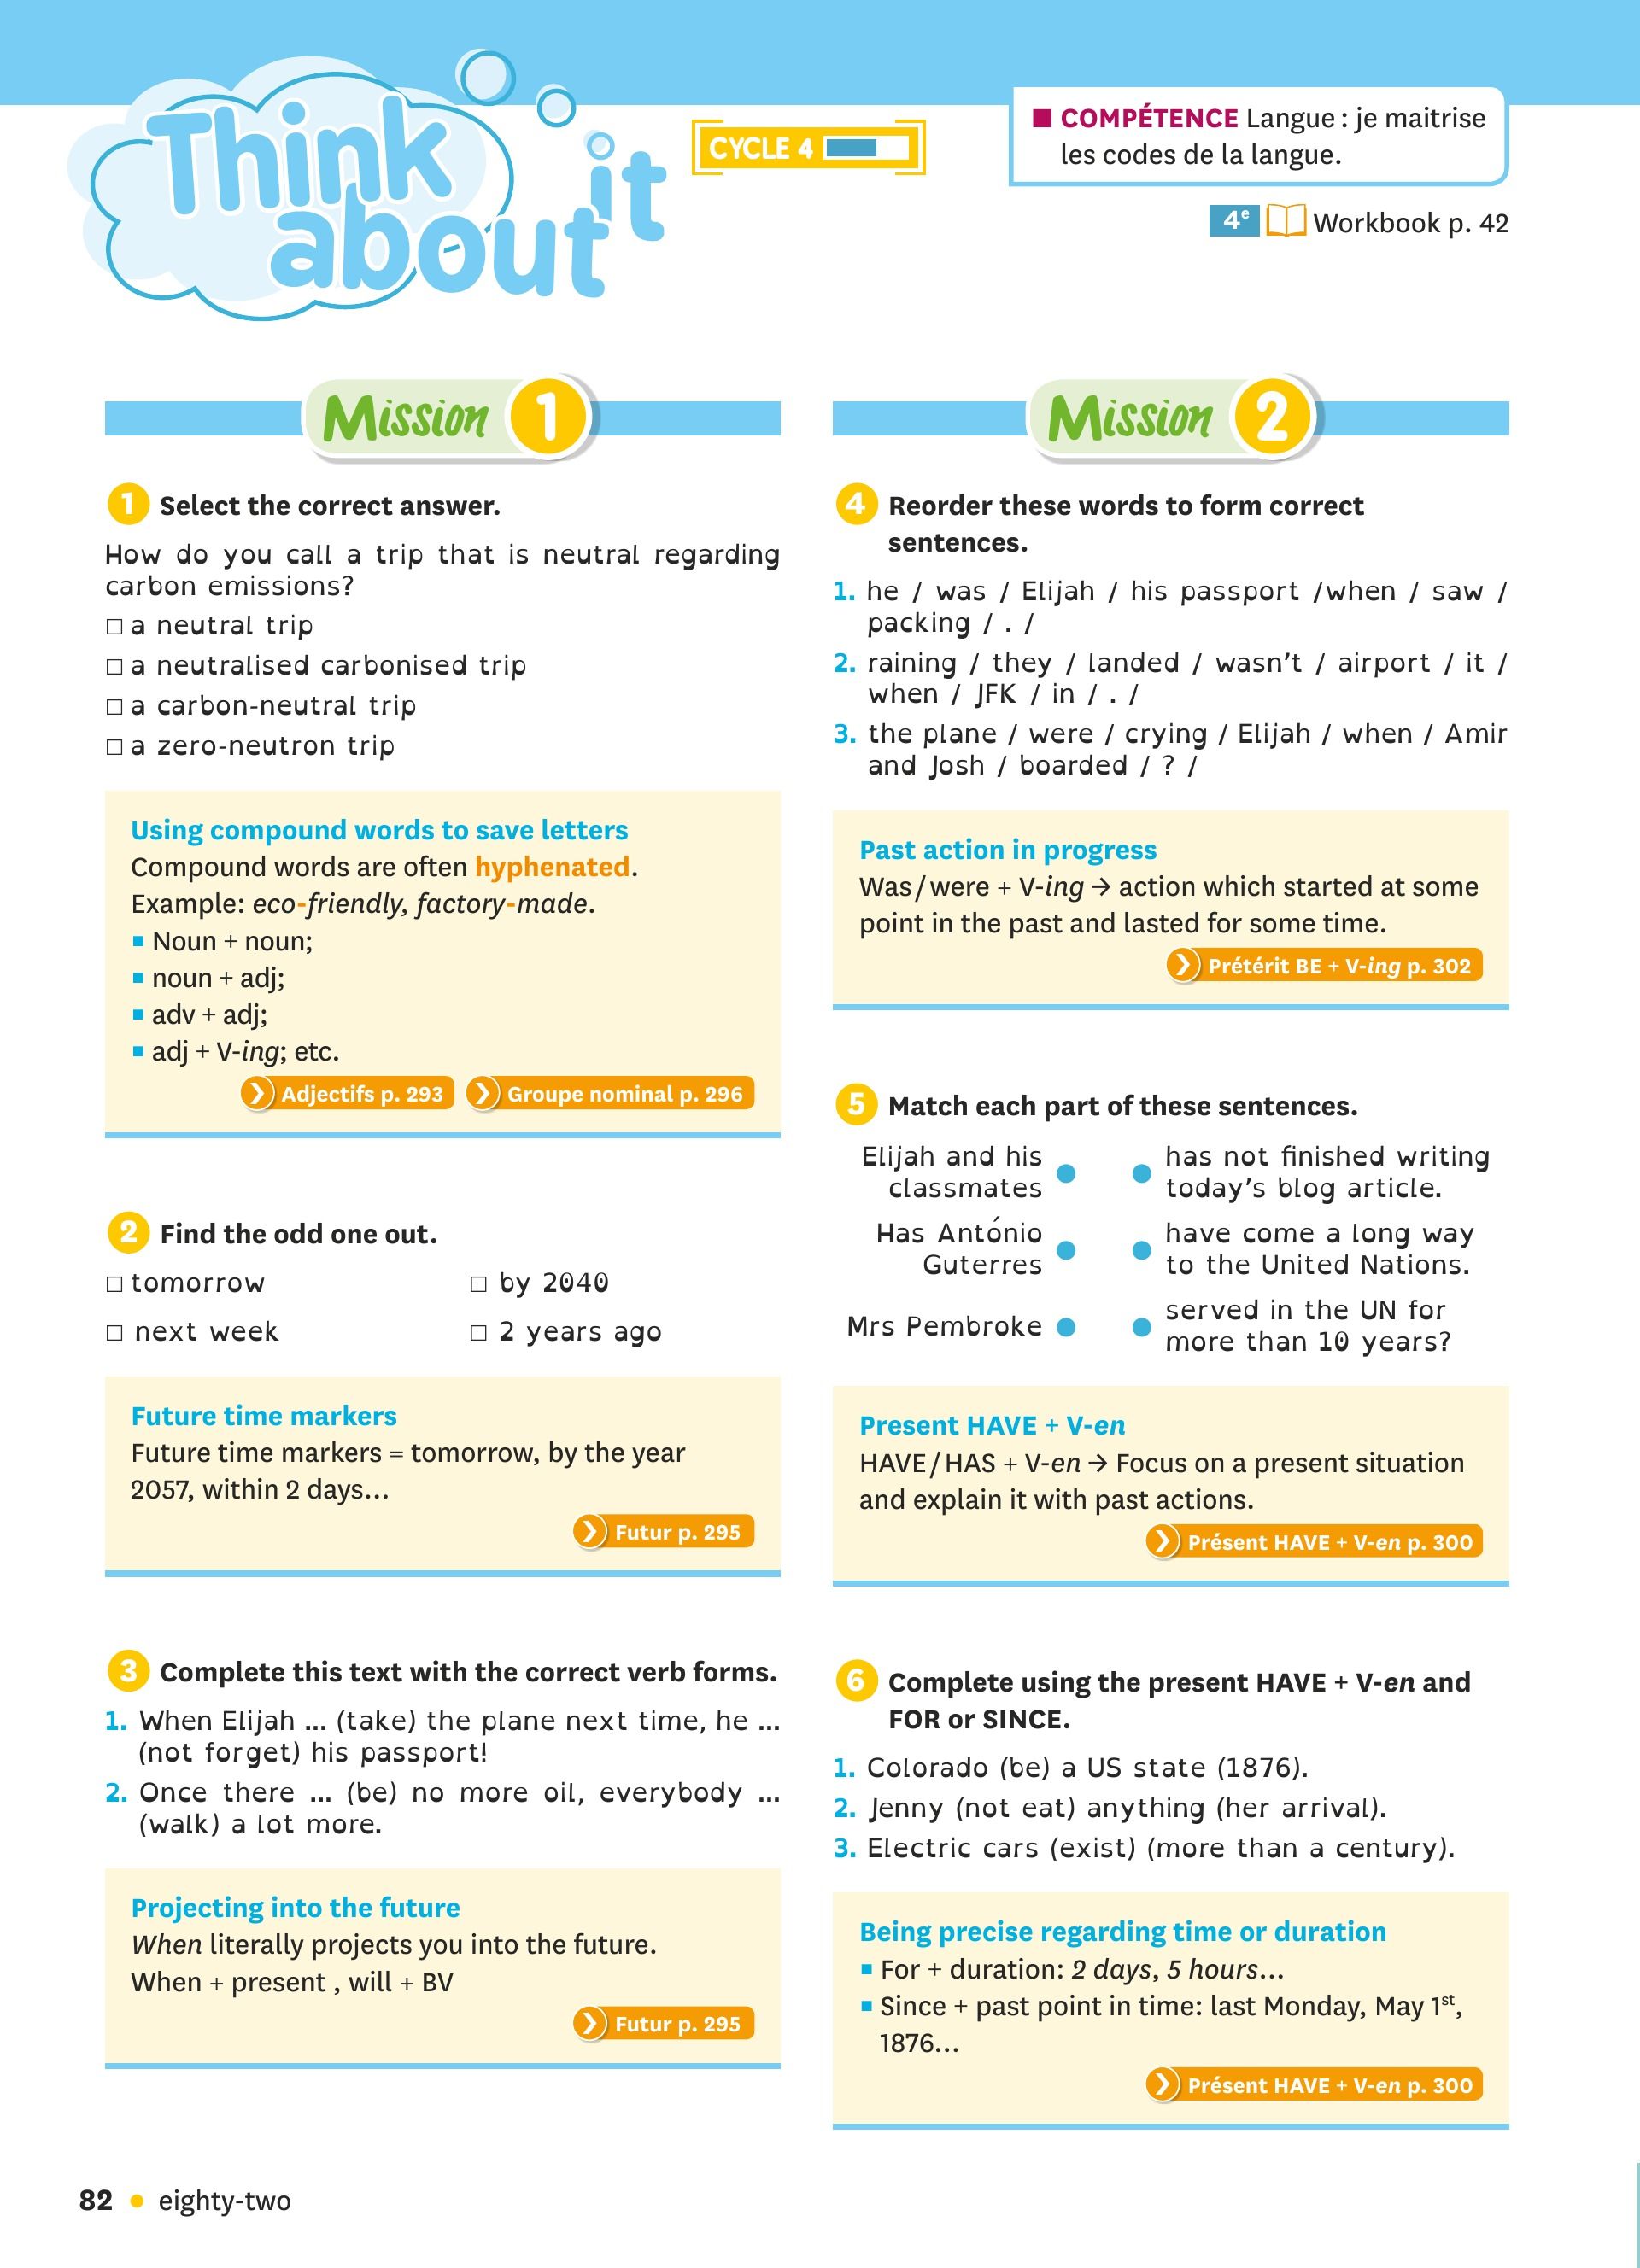 Think
about it
CYCLE 4
■ COMPÉTENCE Langue : je maitrise
les codes de la langue.
4e Workbook p. 42
Mission 1
1 Select the correct answer.
How do you call a trip that is neutral regarding
carbon emissions?
□ a neutral trip
□ a neutralised carbonised trip
□ a carbon-neutral trip
□ a zero-neutron trip
Using compound words to save letters
Compound words are often hyphenated.
Example: eco-friendly, factory-made.
■ Noun + noun;
■ noun + adj;
■ adv + adj;
■ adj + V-ing; etc.
Adjectifs p. 293 Groupe nominal p. 296
2 Find the odd one out.
□ tomorrow □ by 2040
□ next week □ 2 years ago
Future time markers
Future time markers = tomorrow, by the year
2057, within 2 days…
Futur p. 295
3 Complete this text with the correct verb forms.
1. When Elijah … (take) the plane next time, he …
(not forget) his passport!
2. Once there … (be) no more oil, everybody …
(walk) a lot more.
Projecting into the future
When literally projects you into the future.
When + present , will + BV
Futur p. 295
Mission 2
4 Reorder these words to form correct
sentences.
1. he / was / Elijah / his passport /when / saw /
packing / . /
2. raining / they / landed / wasn't / airport / it /
when / JFK / in / . /
3. the plane / were / crying / Elijah / when / Amir
and Josh / boarded / ? /
Past action in progress
Was/were + V-ing → action which started at some
point in the past and lasted for some time.
Prétérit BE + V-ing p. 302
5 Match each part of these sentences.
Elijah and his
classmates
Has António
Guterres
Mrs Pembroke
has not finished writing
today's blog article.
have come a long way
to the United Nations.
served in the UN for
more than 10 years?
Present HAVE + V-en
HAVE/HAS + V-en → Focus on a present situation
and explain it with past actions.
Présent HAVE + V-en p. 300
6 Complete using the present HAVE + V-en and
FOR or SINCE.
1. Colorado (be) a US state (1876).
2. Jenny (not eat) anything (her arrival).
3. Electric cars (exist) (more than a century).
Being precise regarding time or duration
■ For + duration: 2 days, 5 hours…
■ Since + past point in time: last Monday, May 1st,
1876…
Présent HAVE + V-en p. 300
82 • eighty-two